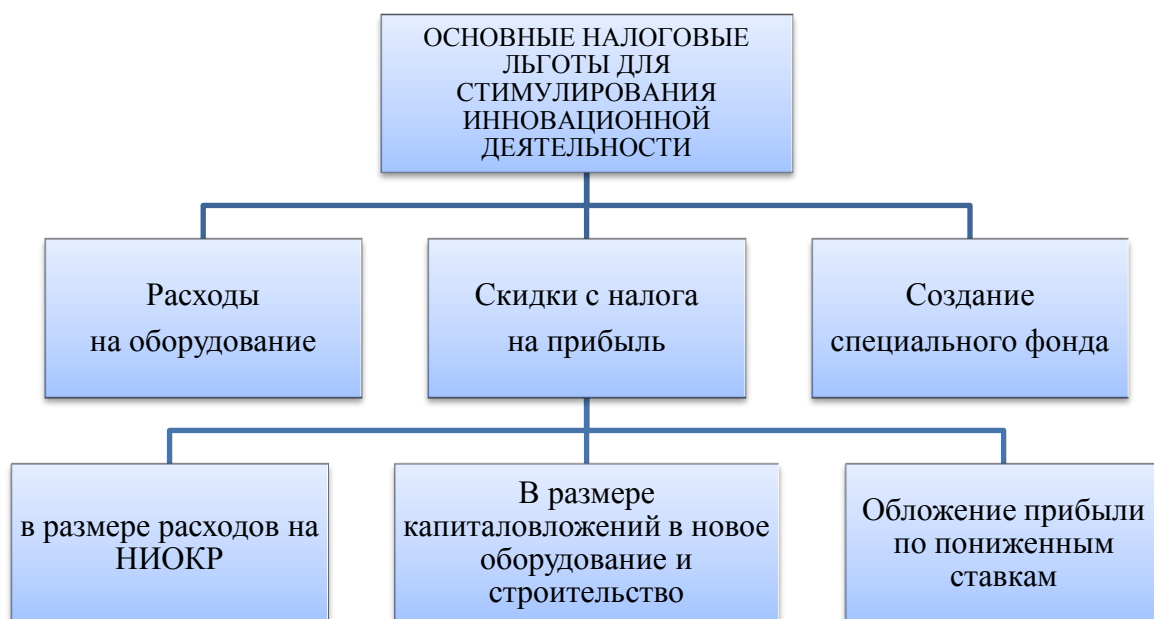 ОСНОВНЫЕ НАЛОГОВЫЕ
ЛЬГОТЫ ДЛЯ
СТИМУЛИРОВАНИЯ
ИННОВАЦИОННОЙ
ДЕЯТЕЛЬНОСТИ
Расходы
на оборудование
Скидки с налога
на прибыль
Создание
специального фонда
в размере расходов на
НИОКР
В размере
капиталовложений в новое
оборудование и
строительство
Обложение прибыли
по пониженным
ставкам